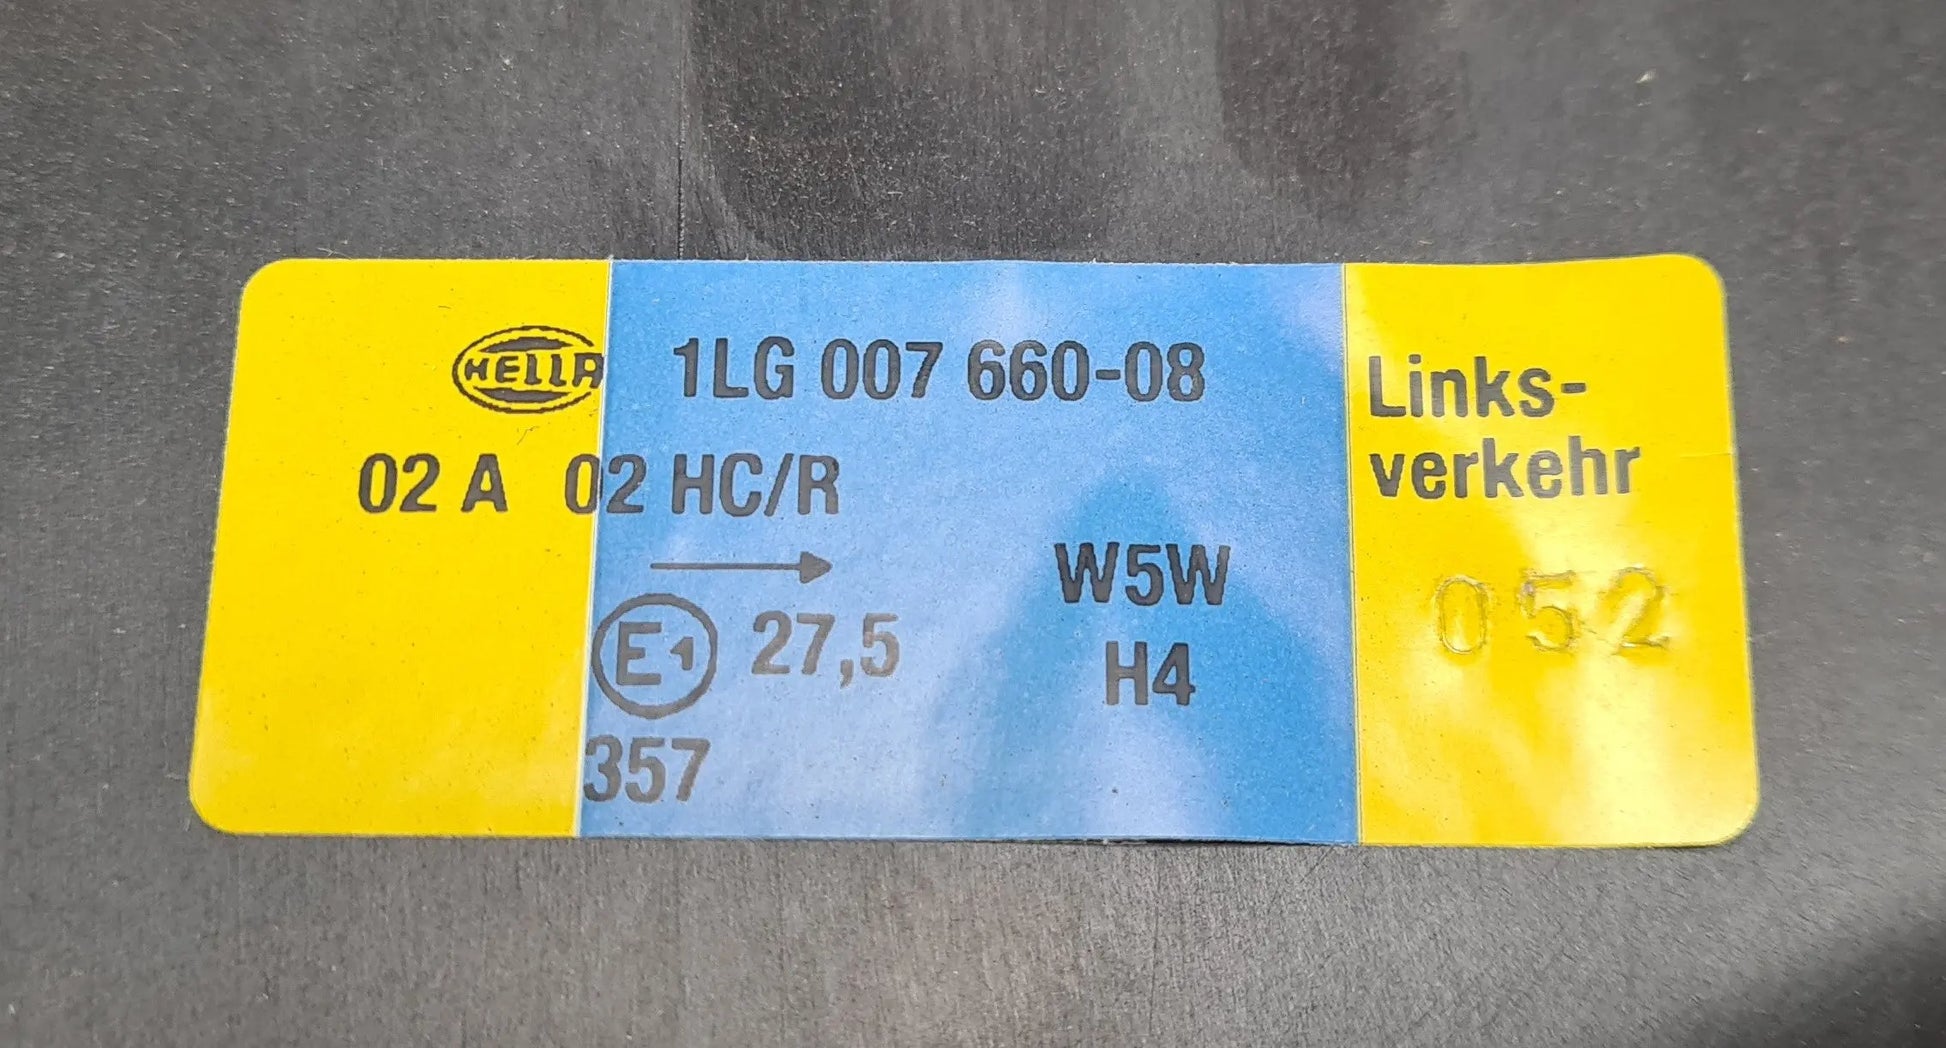 HELLA 1LG 007 660-08
02 A 02 HC/R
E1 27,5
357
W5W
H4
Links-
verkehr
052